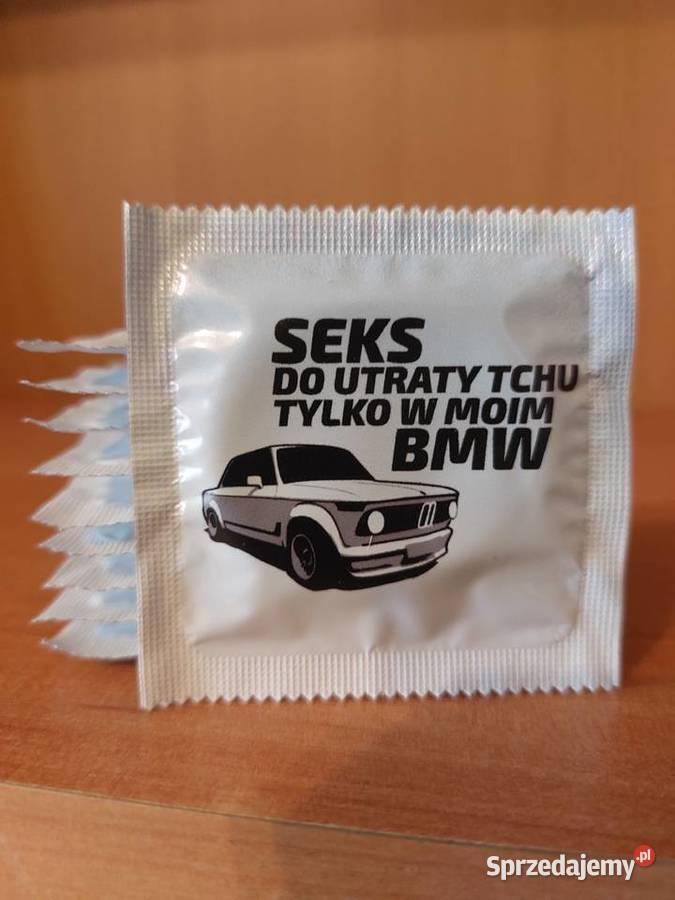 SEKS
DO UTRATY TCHU
TYLKO W MOIM
BMW
Sprzedajemy.pl